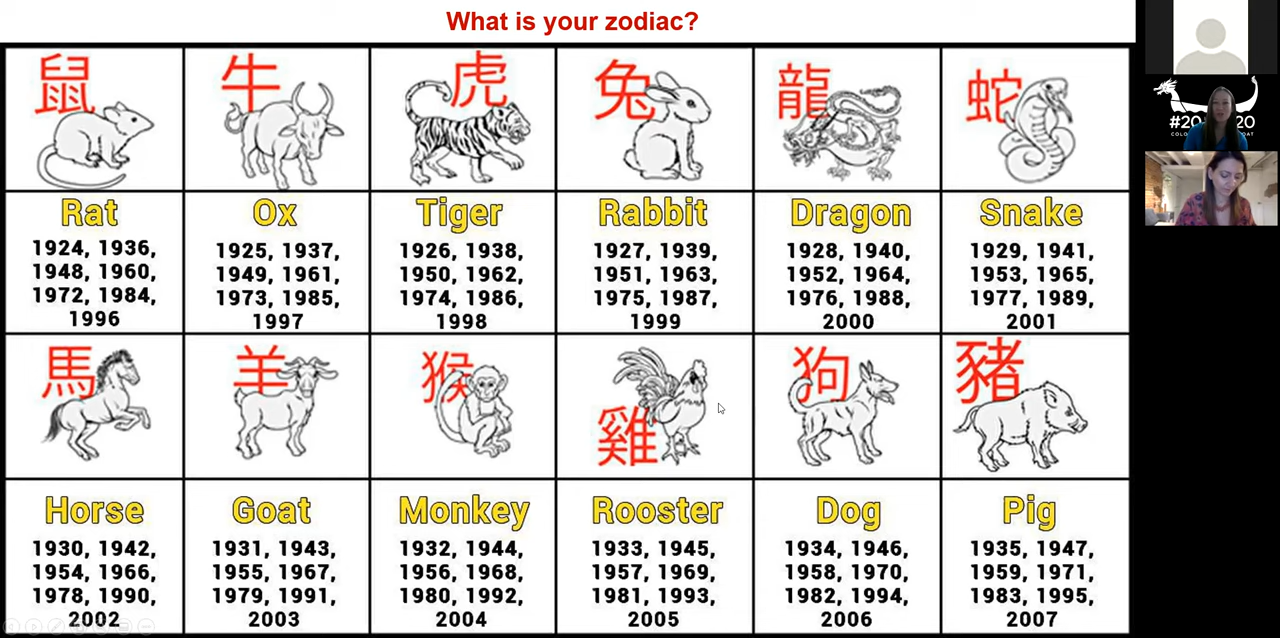 What is your zodiac?
鼠
牛
虎
兔
龍
蛇
Rat
Ox
Tiger
Rabbit
Dragon
Snake
1924, 1936,
1948, 1960,
1972, 1984,
1996
1925, 1937,
1949, 1961,
1973, 1985,
1997
1926, 1938,
1950, 1962,
1974, 1986,
1998
1927, 1939,
1951, 1963,
1975, 1987,
1999
1928, 1940,
1952, 1964,
1976, 1988,
2000
1929, 1941,
1953, 1965,
1977, 1989,
2001
馬
羊
猴
雞
狗
豬
Horse
Goat
Monkey
Rooster
Dog
Pig
1930, 1942,
1954, 1966,
1978, 1990,
2002
1931, 1943,
1955, 1967,
1979, 1991,
2003
1932, 1944,
1956, 1968,
1980, 1992,
2004
1933, 1945,
1957, 1969,
1981, 1993,
2005
1934, 1946,
1958, 1970,
1982, 1994,
2006
1935, 1947,
1959, 1971,
1983, 1995,
2007